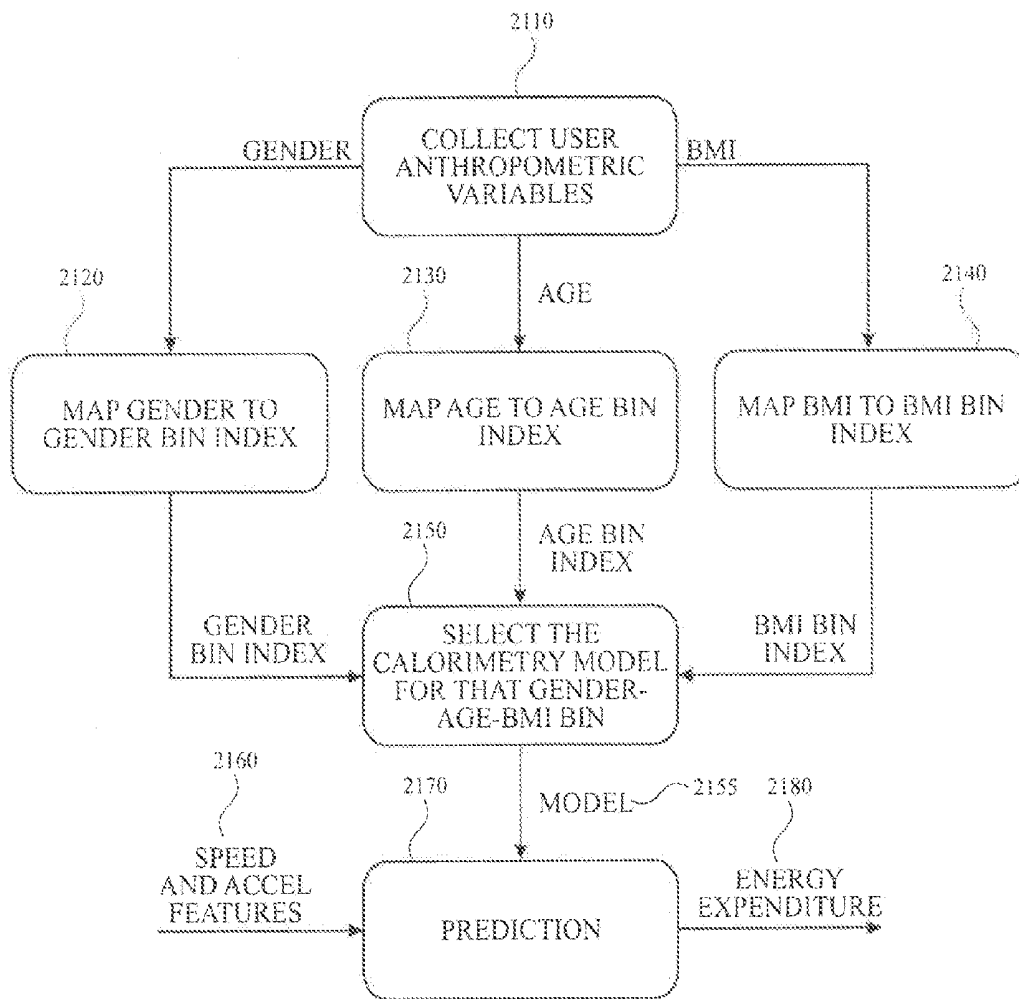 2110
COLLECT USER
ANTHROPOMETRIC
VARIABLES
GENDER
BMI
AGE
2120
2130
2140
MAP GENDER TO
GENDER BIN INDEX
MAP AGE TO AGE BIN
INDEX
MAP BMI TO BMI BIN
INDEX
2150
AGE BIN
INDEX
GENDER
BIN INDEX
SELECT THE
CALORIMETRY MODEL
FOR THAT GENDER-
AGE-BMI BIN
BMI BIN
INDEX
2160
2170
MODEL
2155
2180
SPEED
AND ACCEL
FEATURES
PREDICTION
ENERGY
EXPENDITURE